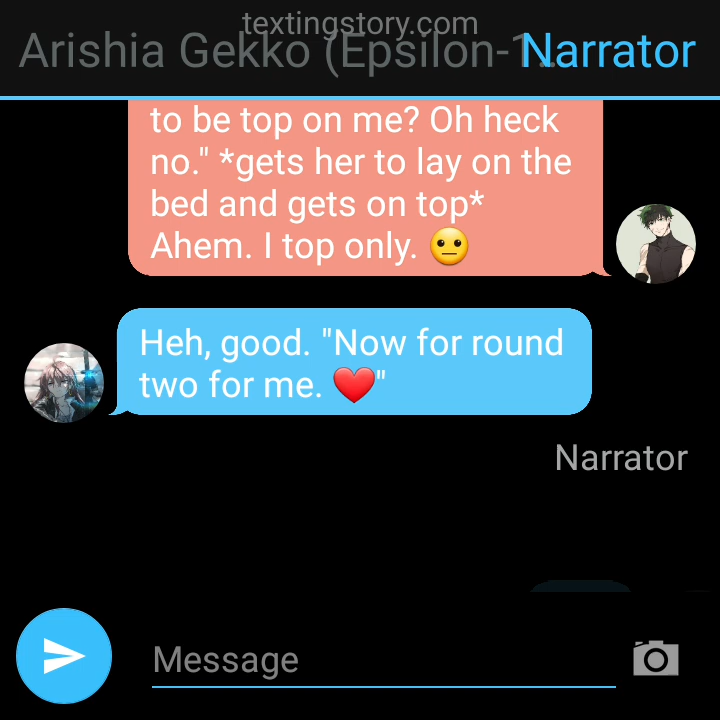 textingstory.com
Arishia Gekko (Epsilon-1
Narrator
to be top on me? Oh heck
no." *gets her to lay on the
bed and gets on top*
Ahem. I top only. 😐
Heh, good. "Now for round
two for me. ❤️"
Narrator
Message